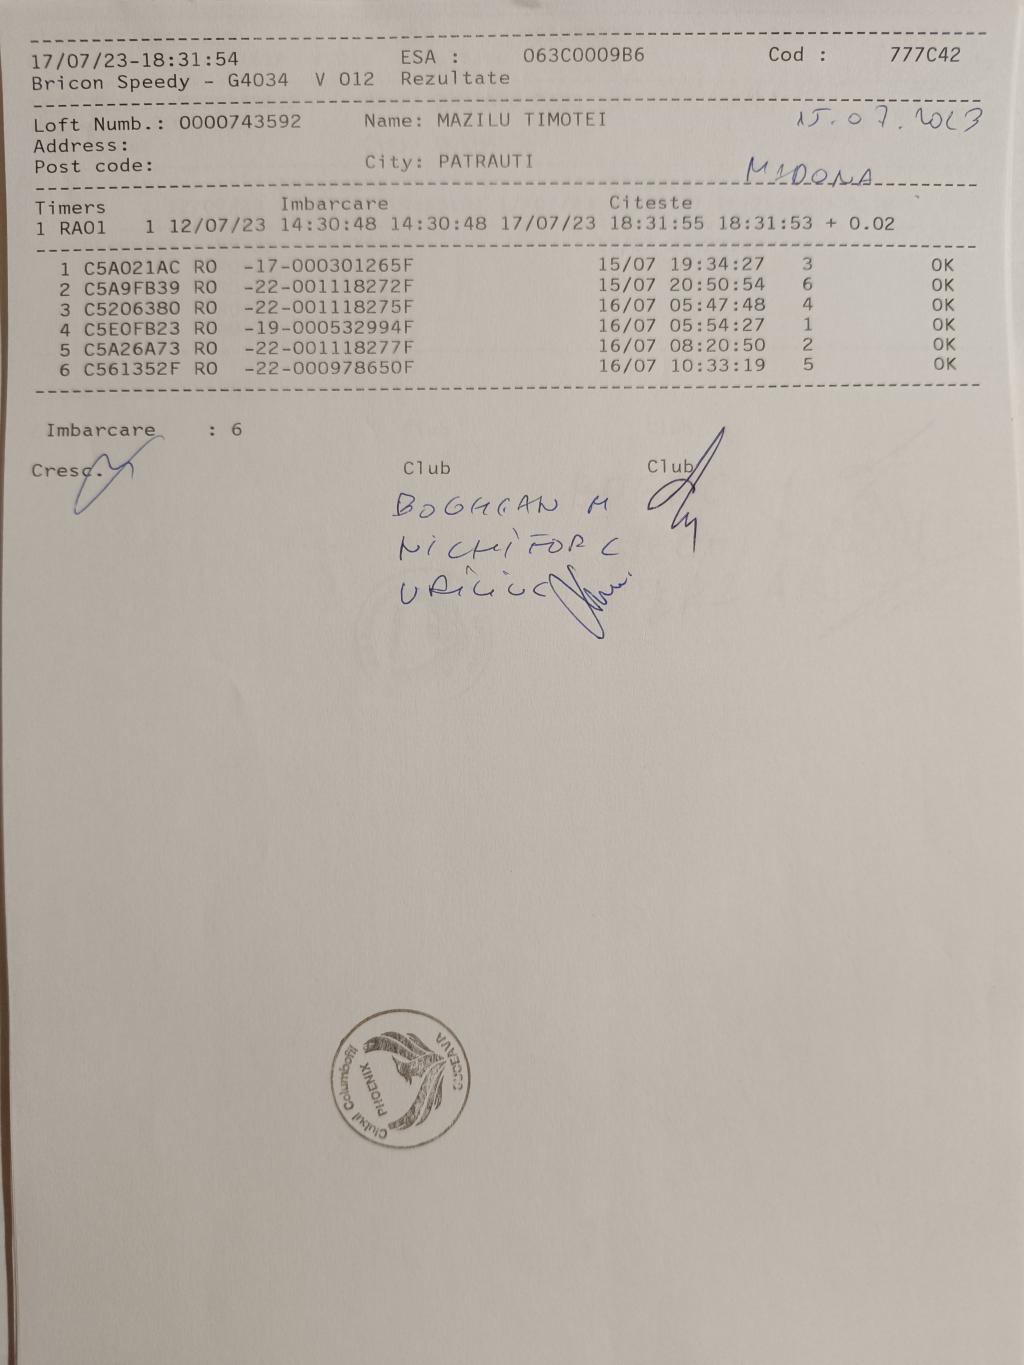 17/07/23-18:31:54 ESA : 063C0009B6 Cod : 777C42
Bricon Speedy - G4034 V 012 Rezultate
Loft Numb.: 0000743592 Name: MAZILU TIMOTEI 15.07.2023
Address:
Post code: City: PATRAUTI MADONA
Timers Imbarcare Citeste
1 RA01 1 12/07/23 14:30:48 14:30:48 17/07/23 18:31:55 18:31:53 + 0.02
1 C5A021AC RO -17-000301265F 15/07 19:34:27 3 OK
2 C5A9FB39 RO -22-001118272F 15/07 20:50:54 6 OK
3 C5206380 RO -22-001118275F 16/07 05:47:48 4 OK
4 C5E0FB23 RO -19-000532994F 16/07 05:54:27 1 OK
5 C5A26A73 RO -22-001118277F 16/07 08:20:50 2 OK
6 C561352F RO -22-000978650F 16/07 10:33:19 5 OK
Imbarcare : 6
Cresc. Club Club
BOGHEAN M
NICHIFOR C
Clubul Columbofil
PHOENIX
SUCEAVA